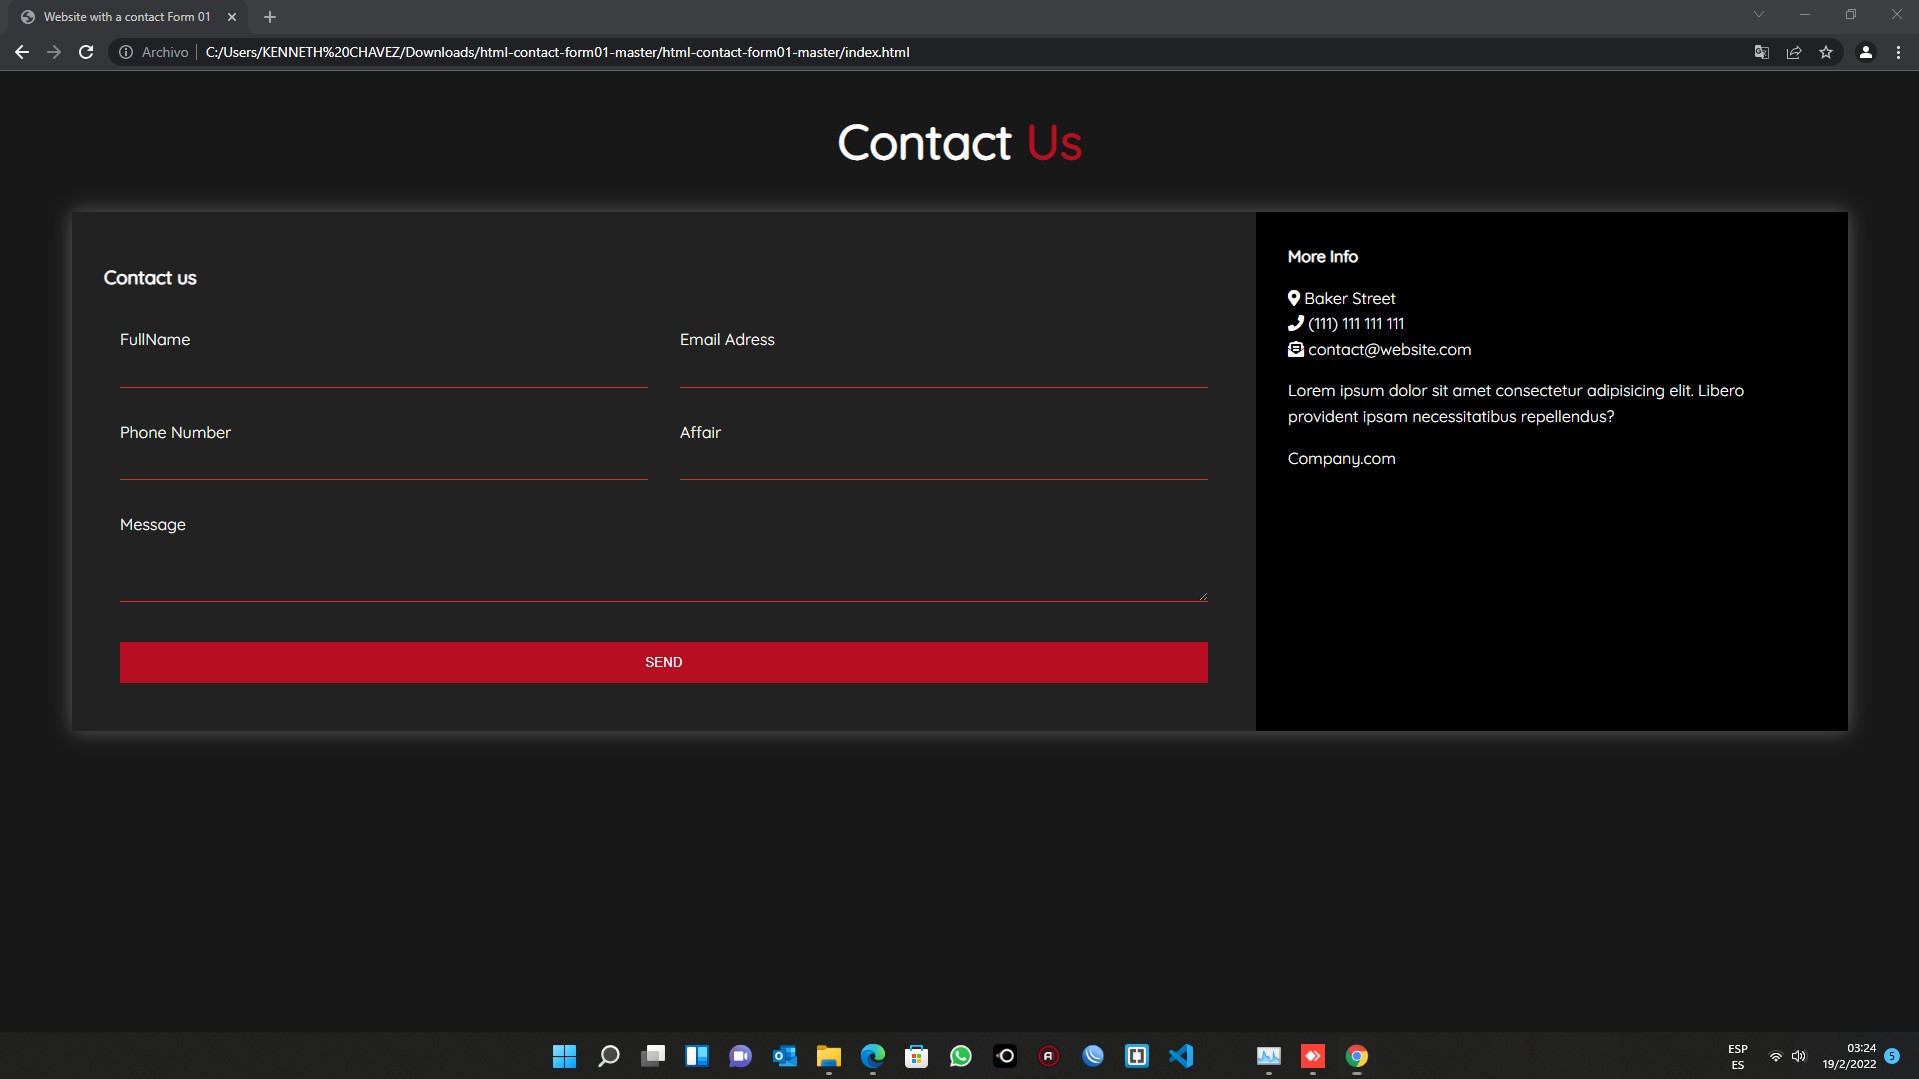 Website with a contact Form 01
Archivo
C:/Users/KENNETH%20CHAVEZ/Downloads/html-contact-form01-master/html-contact-form01-master/index.html
Contact Us
Contact us
FullName
Email Adress
Phone Number
Affair
Message
SEND
More Info
Baker Street
(111) 111 111 111
contact@website.com
Lorem ipsum dolor sit amet consectetur adipisicing elit. Libero
provident ipsam necessitatibus repellendus?
Company.com
ESP
ES
03:24
19/2/2022
5